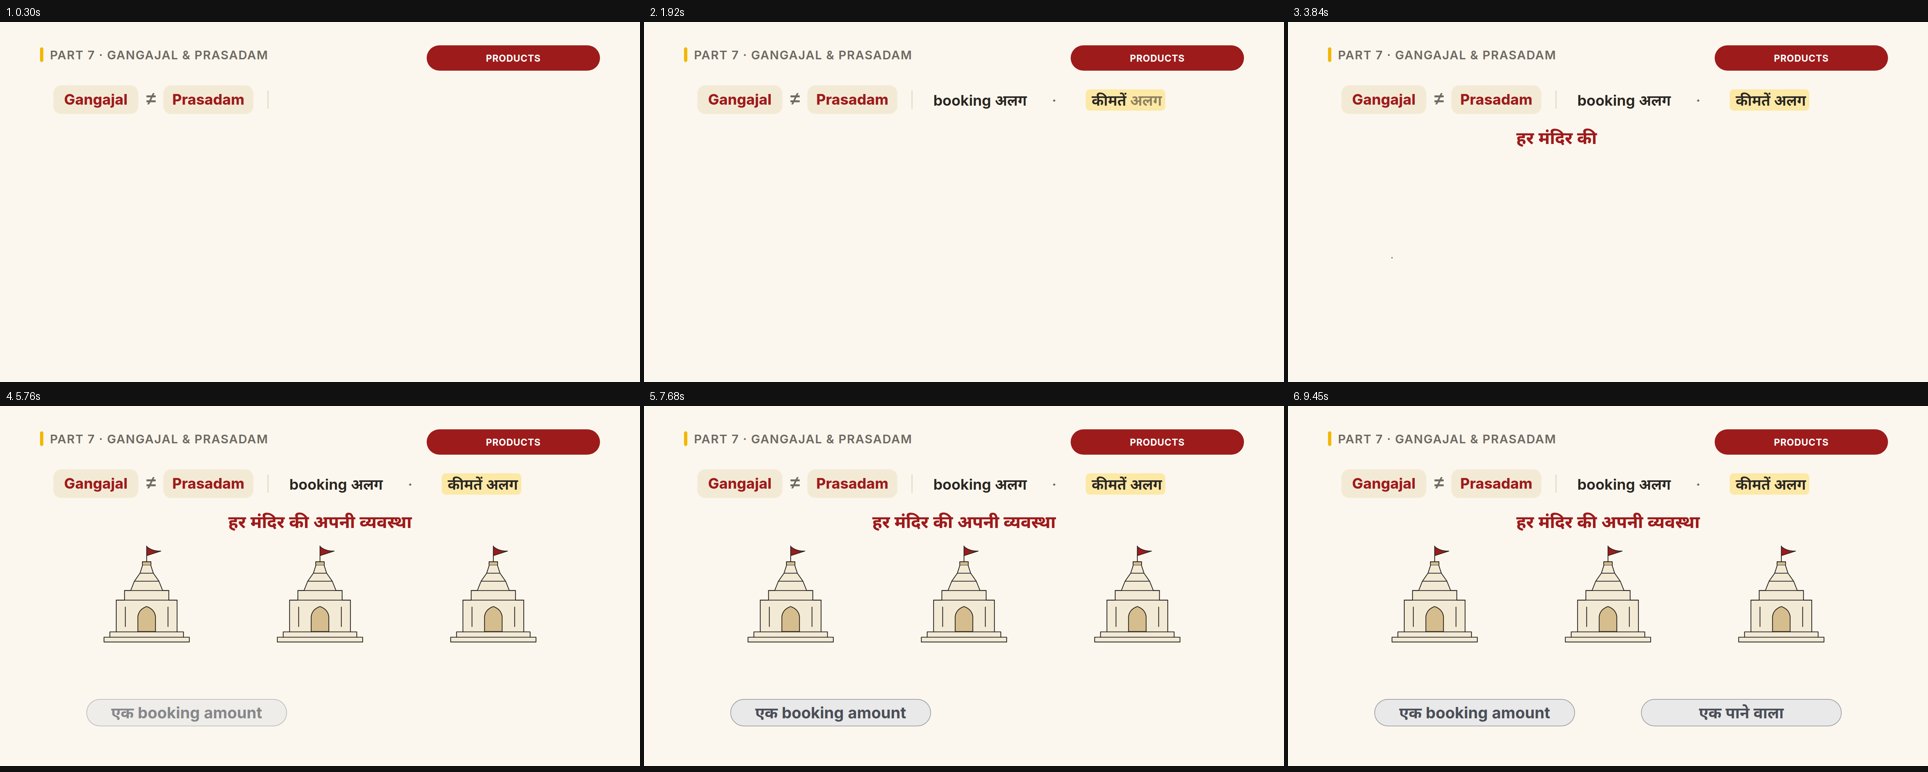 1. 0.30s
PART 7 · GANGAJAL & PRASADAM
PRODUCTS
Gangajal ≠ Prasadam
2. 1.92s
PART 7 · GANGAJAL & PRASADAM
PRODUCTS
Gangajal ≠ Prasadam booking अलग · कीमतें अलग
3. 3.84s
PART 7 · GANGAJAL & PRASADAM
PRODUCTS
Gangajal ≠ Prasadam booking अलग · कीमतें अलग
हर मंदिर की
4. 5.76s
PART 7 · GANGAJAL & PRASADAM
PRODUCTS
Gangajal ≠ Prasadam booking अलग · कीमतें अलग
हर मंदिर की अपनी व्यवस्था
एक booking amount
5. 7.68s
PART 7 · GANGAJAL & PRASADAM
PRODUCTS
Gangajal ≠ Prasadam booking अलग · कीमतें अलग
हर मंदिर की अपनी व्यवस्था
एक booking amount
6. 9.45s
PART 7 · GANGAJAL & PRASADAM
PRODUCTS
Gangajal ≠ Prasadam booking अलग · कीमतें अलग
हर मंदिर की अपनी व्यवस्था
एक booking amount
एक पाने वाला